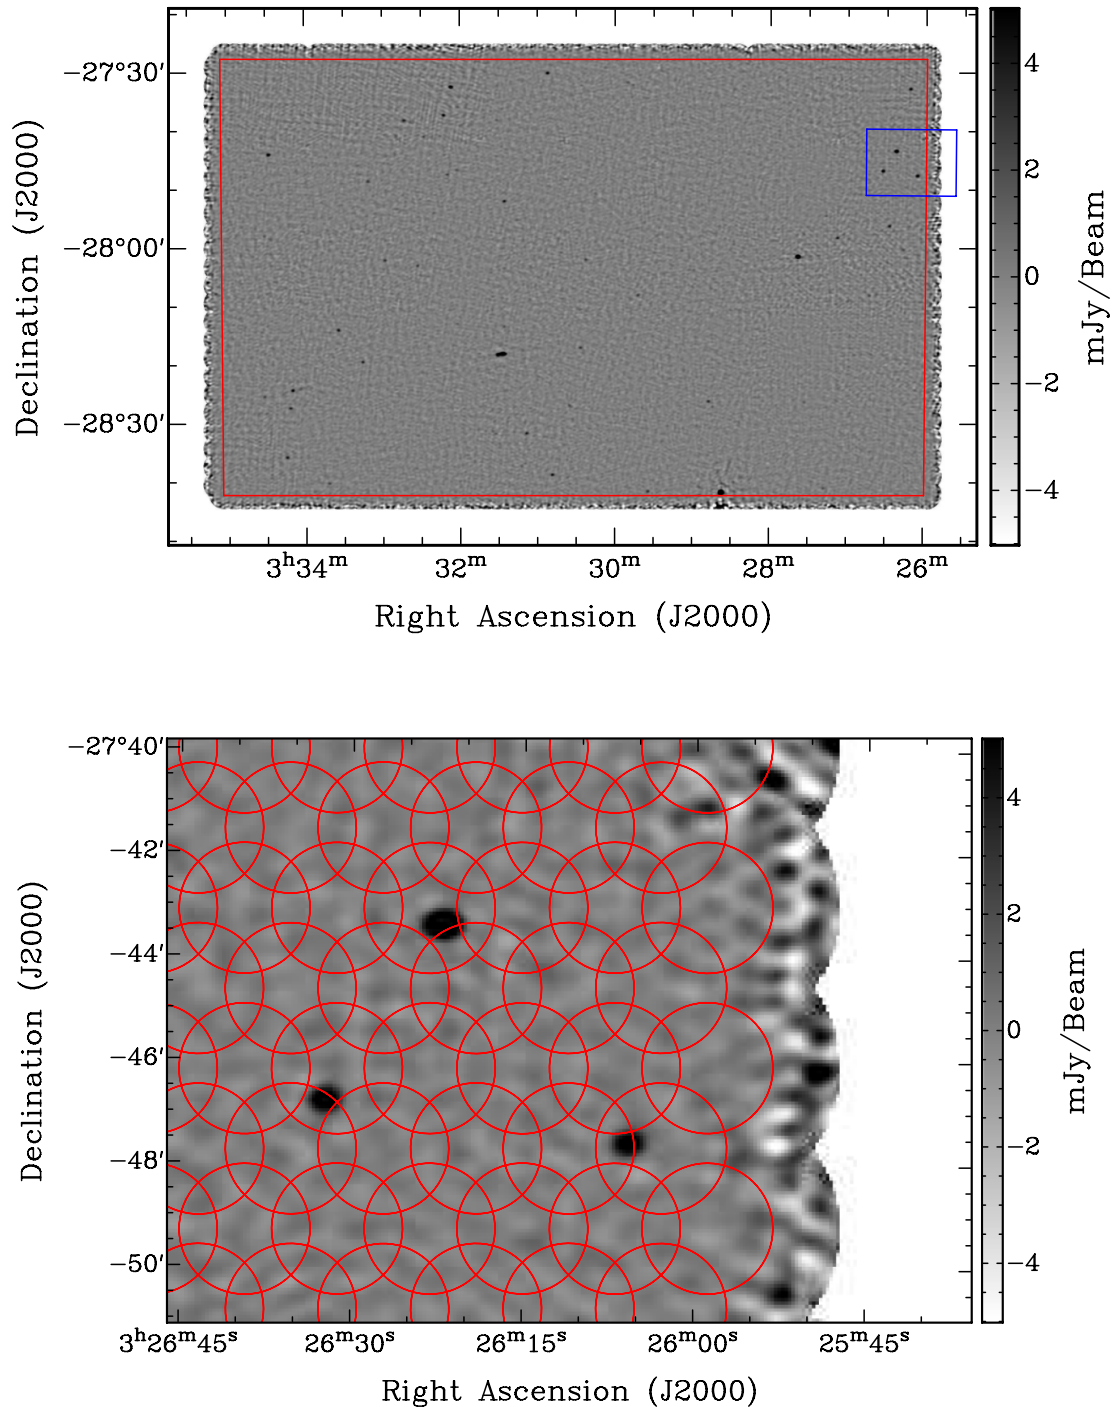 −27°30′
−28°00′
−28°30′
Declination (J2000)
3ʰ34ᵐ 32ᵐ 30ᵐ 28ᵐ 26ᵐ
Right Ascension (J2000)
4
2
0
−2
−4
mJy/Beam
−27°40′
−42′
−44′
−46′
−48′
−50′
Declination (J2000)
3ʰ26ᵐ45ˢ 26ᵐ30ˢ 26ᵐ15ˢ 26ᵐ00ˢ 25ᵐ45ˢ
Right Ascension (J2000)
4
2
0
−2
−4
mJy/Beam